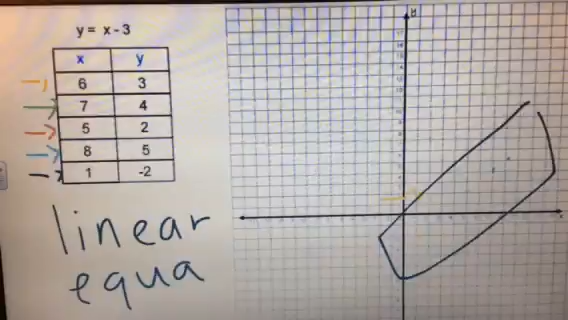 y = x - 3
x y
6 3
7 4
5 2
8 5
1 -2
linear
equa